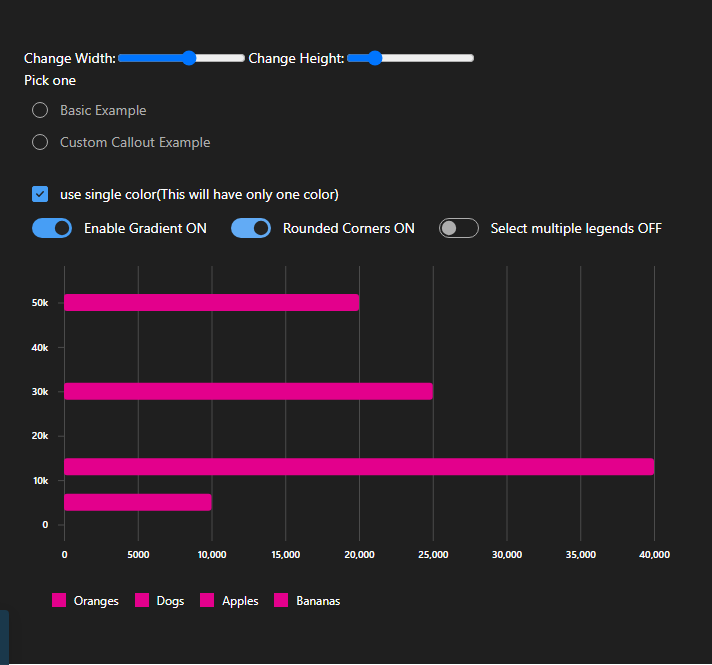 Change Width: Change Height:
Pick one
Basic Example
Custom Callout Example
use single color(This will have only one color)
Enable Gradient ON Rounded Corners ON Select multiple legends OFF
50k
40k
30k
20k
10k
0
0 5000 10,000 15,000 20,000 25,000 30,000 35,000 40,000
Oranges Dogs Apples Bananas